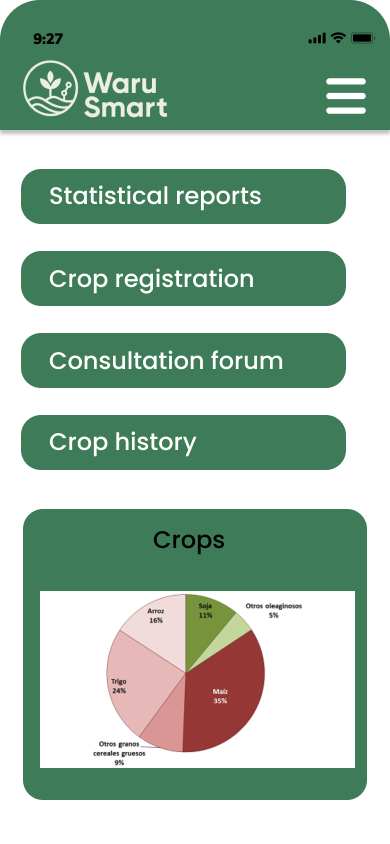 9:27
Waru
Smart
Statistical reports
Crop registration
Consultation forum
Crop history
Crops
Arroz
16%
Soja
11%
Otros oleaginosos
5%
Trigo
24%
Maíz
35%
Otros granos
cereales gruesos
9%